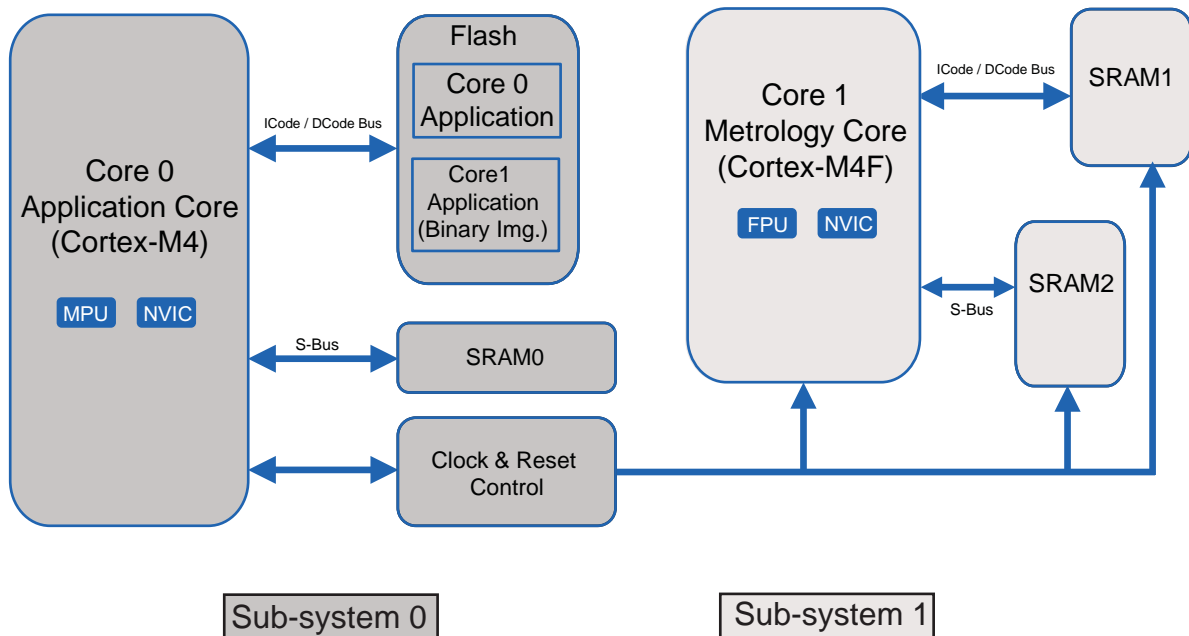 Core 0
Application Core
(Cortex-M4)
MPU
NVIC
ICode / DCode Bus
Flash
Core 0
Application
Core1
Application
(Binary Img.)
S-Bus
SRAM0
Clock & Reset
Control
Core 1
Metrology Core
(Cortex-M4F)
FPU
NVIC
ICode / DCode Bus
SRAM1
S-Bus
SRAM2
Sub-system 0
Sub-system 1